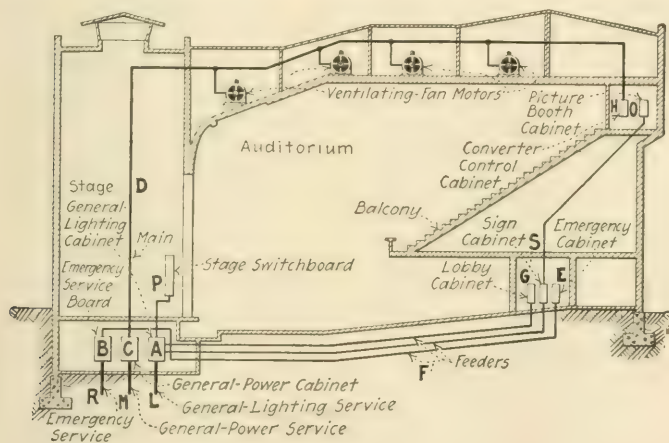 Ventilating-Fan Motors
Picture
Booth
Cabinet
H
O
Auditorium
Converter
Control
Cabinet
D
Stage
General-
Lighting
Cabinet
Main
Balcony
Sign
Cabinet
S
Emergency
Cabinet
Emergency
Service
Board
P
Stage Switchboard
Lobby
Cabinet
G
E
B
C
A
Feeders
F
General-Power Cabinet
R
M
L
General-Lighting Service
Emergency
Service
General-Power Service